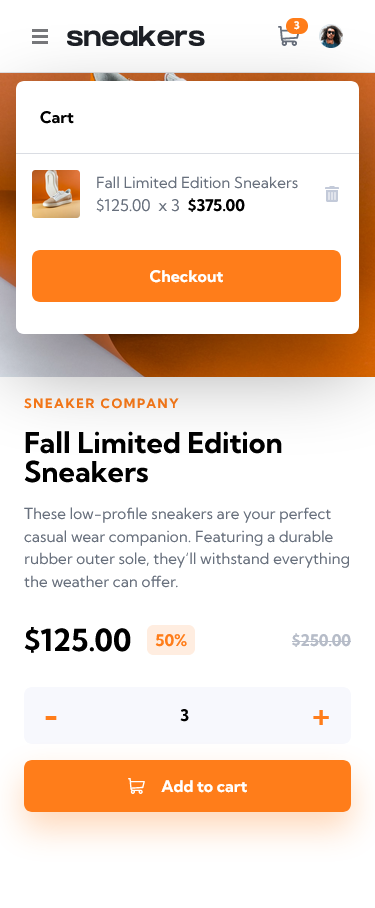 sneakers
3
Cart
Fall Limited Edition Sneakers
$125.00 x 3 $375.00
Checkout
SNEAKER COMPANY
Fall Limited Edition
Sneakers
These low-profile sneakers are your perfect
casual wear companion. Featuring a durable
rubber outer sole, they’ll withstand everything
the weather can offer.
$125.00 50% $250.00
- 3 +
Add to cart